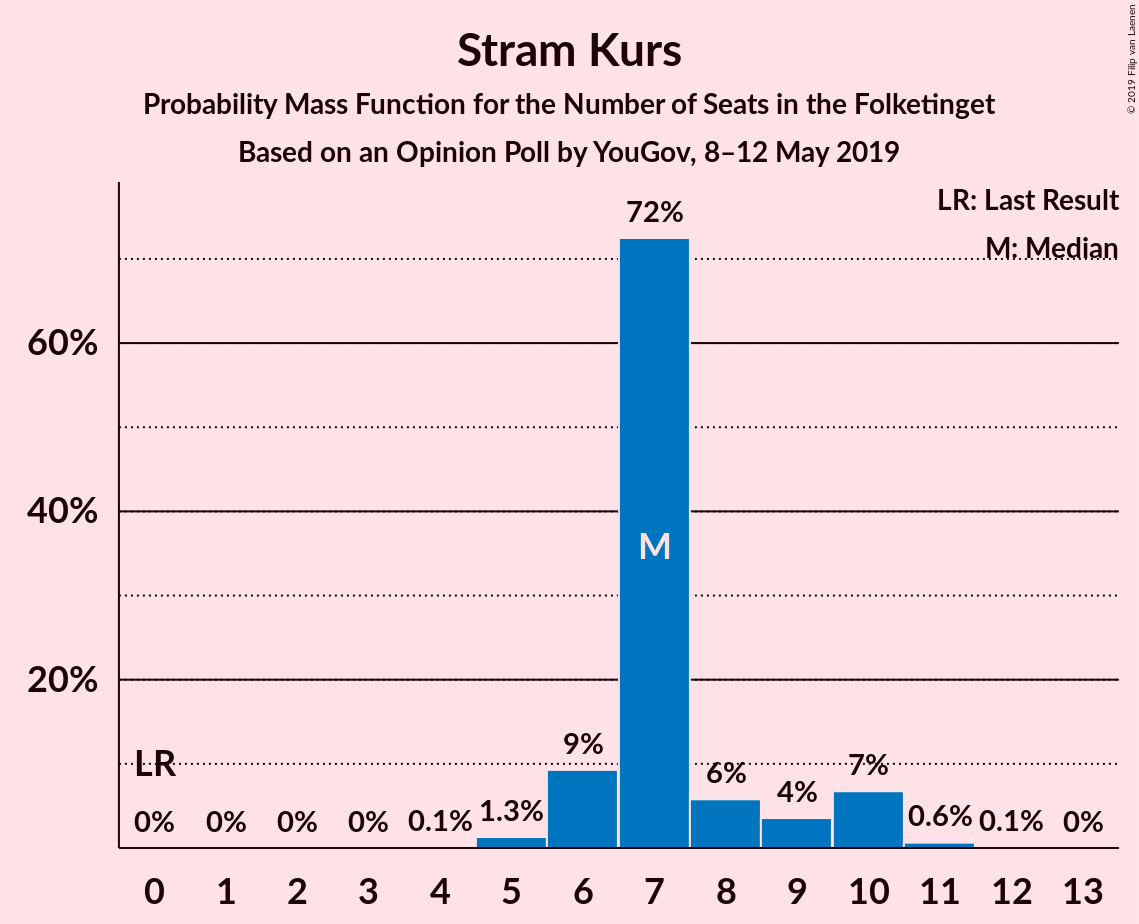 Stram Kurs
Probability Mass Function for the Number of Seats in the Folketinget
Based on an Opinion Poll by YouGov, 8–12 May 2019
© 2019 Filip van Laenen
LR: Last Result
M: Median
72%
60%
40%
M
20%
LR
9%
6%
4%
7%
0%
0%
0%
0%
0.1%
1.3%
0.6%
0.1%
0%
0 1 2 3 4 5 6 7 8 9 10 11 12 13